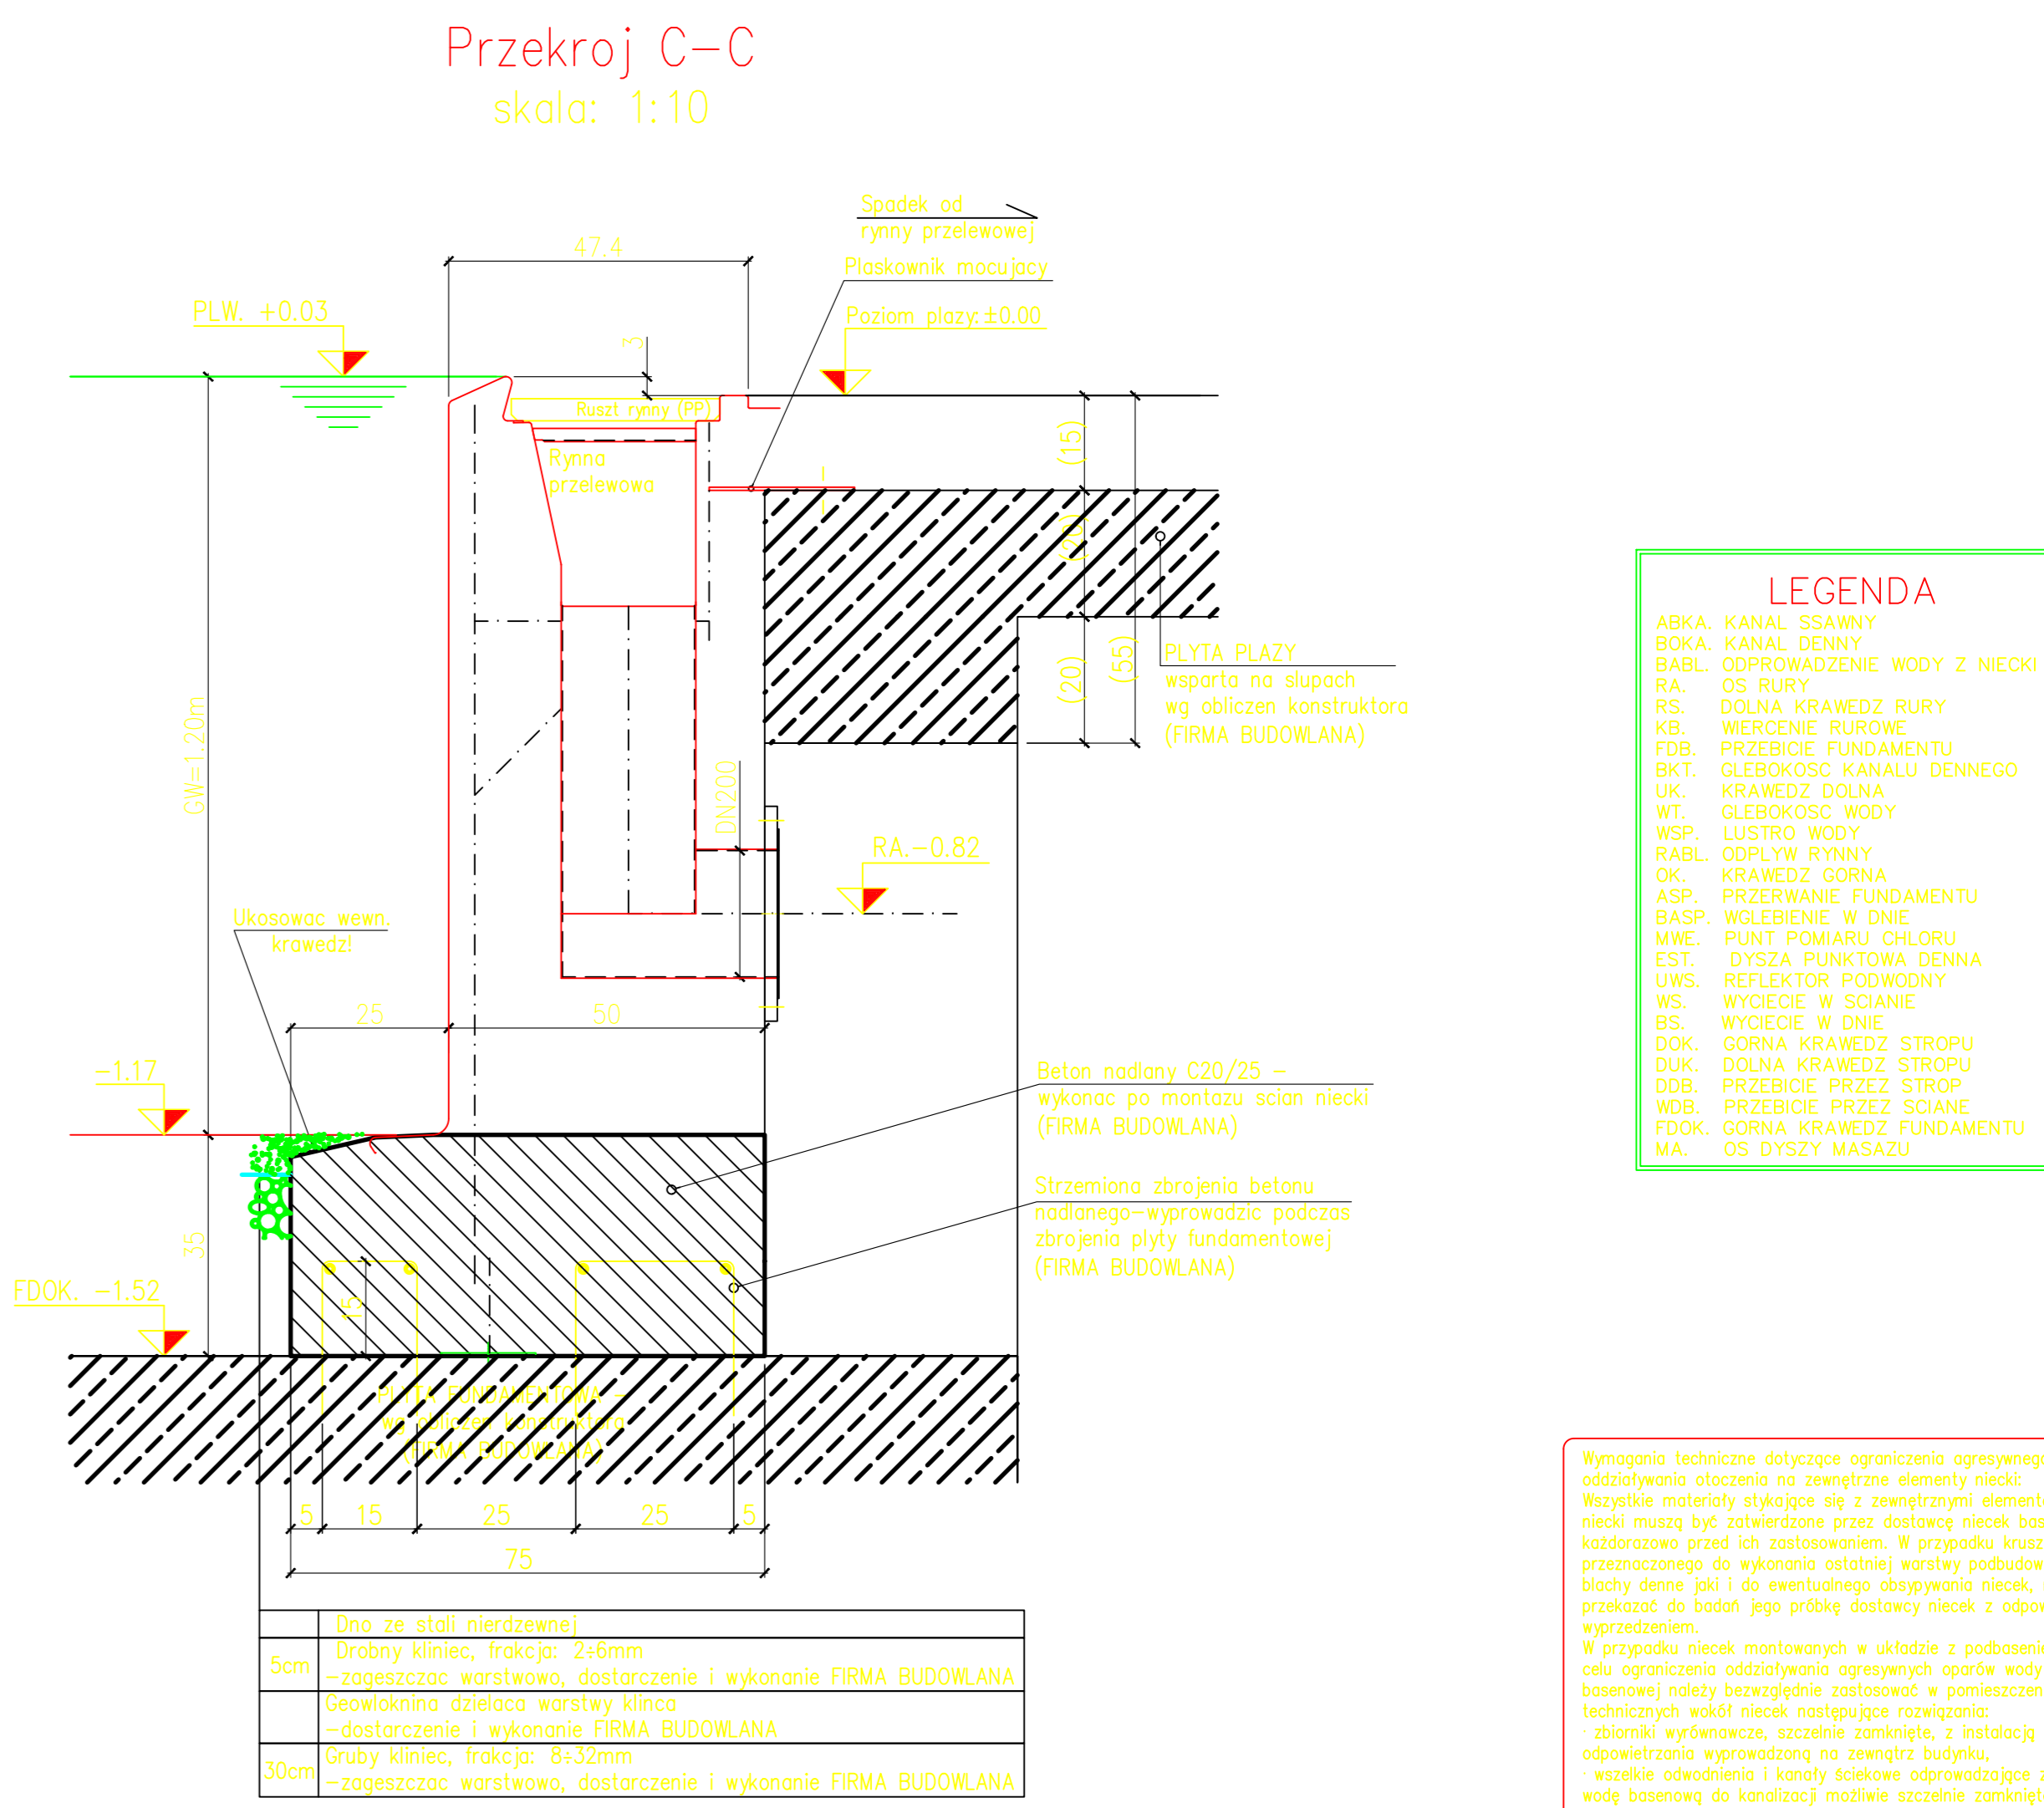 Przekroj C-C
skala: 1:10
Spadek od
rynny przelewowej
47.4
Plaskownik mocujacy
PLW. +0.03
Poziom plazy: ±0.00
3
Ruszt rynny (PP)
Rynna
przelewowa
(15)
(20)
(20)
(55)
PLYTA PLAZY
wsparta na slupach
wg obliczen konstruktora
(FIRMA BUDOWLANA)
GW=1.20m
DN200
RA.-0.82
Ukosowac wewn.
krawedz!
25
50
-1.17
Beton nadlany C20/25 -
wykonac po montazu scian niecki
(FIRMA BUDOWLANA)
Strzemiona zbrojenia betonu
nadlanego-wyprowadzic podczas
zbrojenia plyty fundamentowej
(FIRMA BUDOWLANA)
35
15
FDOK. -1.52
PLYTA FUNDAMENTOWA -
wg obliczen konstruktora
(FIRMA BUDOWLANA)
5
15
25
25
5
75
Dno ze stali nierdzewnej
5cm
Drobny kliniec, frakcja: 2÷6mm
-zageszczac warstwowo, dostarczenie i wykonanie FIRMA BUDOWLANA
Geowloknina dzielaca warstwy klinca
-dostarczenie i wykonanie FIRMA BUDOWLANA
30cm
Gruby kliniec, frakcja: 8÷32mm
-zageszczac warstwowo, dostarczenie i wykonanie FIRMA BUDOWLANA
LEGENDA
ABKA. KANAL SSAWNY
BOKA. KANAL DENNY
BABL. ODPROWADZENIE WODY Z NIECKI
RA. OS RURY
RS. DOLNA KRAWEDZ RURY
KB. WIERCENIE RUROWE
FDB. PRZEBICIE FUNDAMENTU
BKT. GLEBOKOSC KANALU DENNEGO
UK. KRAWEDZ DOLNA
WT. GLEBOKOSC WODY
WSP. LUSTRO WODY
RABL. ODPLYW RYNNY
OK. KRAWEDZ GORNA
ASP. PRZERWANIE FUNDAMENTU
BASP. WGLEBIENIE W DNIE
MWE. PUNT POMIARU CHLORU
EST. DYSZA PUNKTOWA DENNA
UWS. REFLEKTOR PODWODNY
WS. WYCIECIE W SCIANIE
BS. WYCIECIE W DNIE
DOK. GORNA KRAWEDZ STROPU
DUK. DOLNA KRAWEDZ STROPU
DDB. PRZEBICIE PRZEZ STROP
WDB. PRZEBICIE PRZEZ SCIANE
FDOK. GORNA KRAWEDZ FUNDAMENTU
MA. OS DYSZY MASAZU
Wymagania techniczne dotyczące ograniczenia agresywneg
oddziaływania otoczenia na zewnętrzne elementy niecki:
Wszystkie materiały stykające się z zewnętrznymi element
niecki muszą być zatwierdzone przez dostawcę niecek bas
każdorazowo przed ich zastosowaniem. W przypadku krusz
przeznaczonego do wykonania ostatniej warstwy podbudow
blachy denne jaki i do ewentualnego obsypywania niecek,
przekazać do badań jego próbkę dostawcy niecek z odpow
wyprzedzeniem.
W przypadku niecek montowanych w układzie z podbaseni
celu ograniczenia oddziaływania agresywnych oparów wody
basenowej należy bezwzględnie zastosować w pomieszczen
technicznych wokół niecek następujące rozwiązania:
· zbiorniki wyrównawcze, szczelnie zamknięte, z instalacją
odpowietrzania wyprowadzoną na zewnątrz budynku,
· wszelkie odwodnienia i kanały ściekowe odprowadzające z
wodę basenową do kanalizacji możliwie szczelnie zamknięt